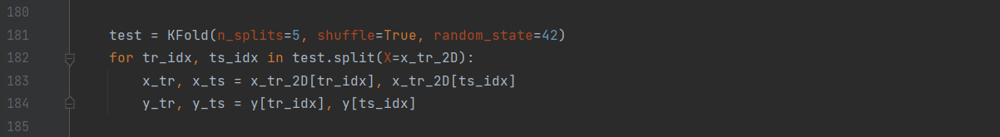 180
181 test = KFold(n_splits=5, shuffle=True, random_state=42)
182 for tr_idx, ts_idx in test.split(X=x_tr_2D):
183 x_tr, x_ts = x_tr_2D[tr_idx], x_tr_2D[ts_idx]
184 y_tr, y_ts = y[tr_idx], y[ts_idx]
185